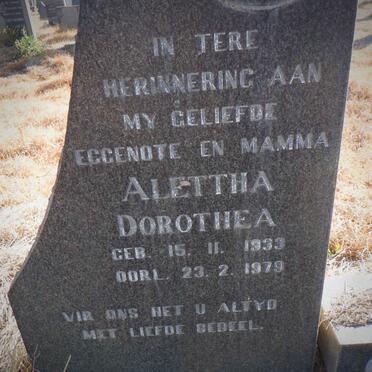 IN TERE
HERINNERING AAN
MY GELIEFDE
EGGENOTE EN MAMMA
ALETTHA
DOROTHEA
GEB. 15. 11. 1933
OORL. 23. 2. 1979
VIR ONS HET U ALTYD
MET LIEFDE GEDEEL.